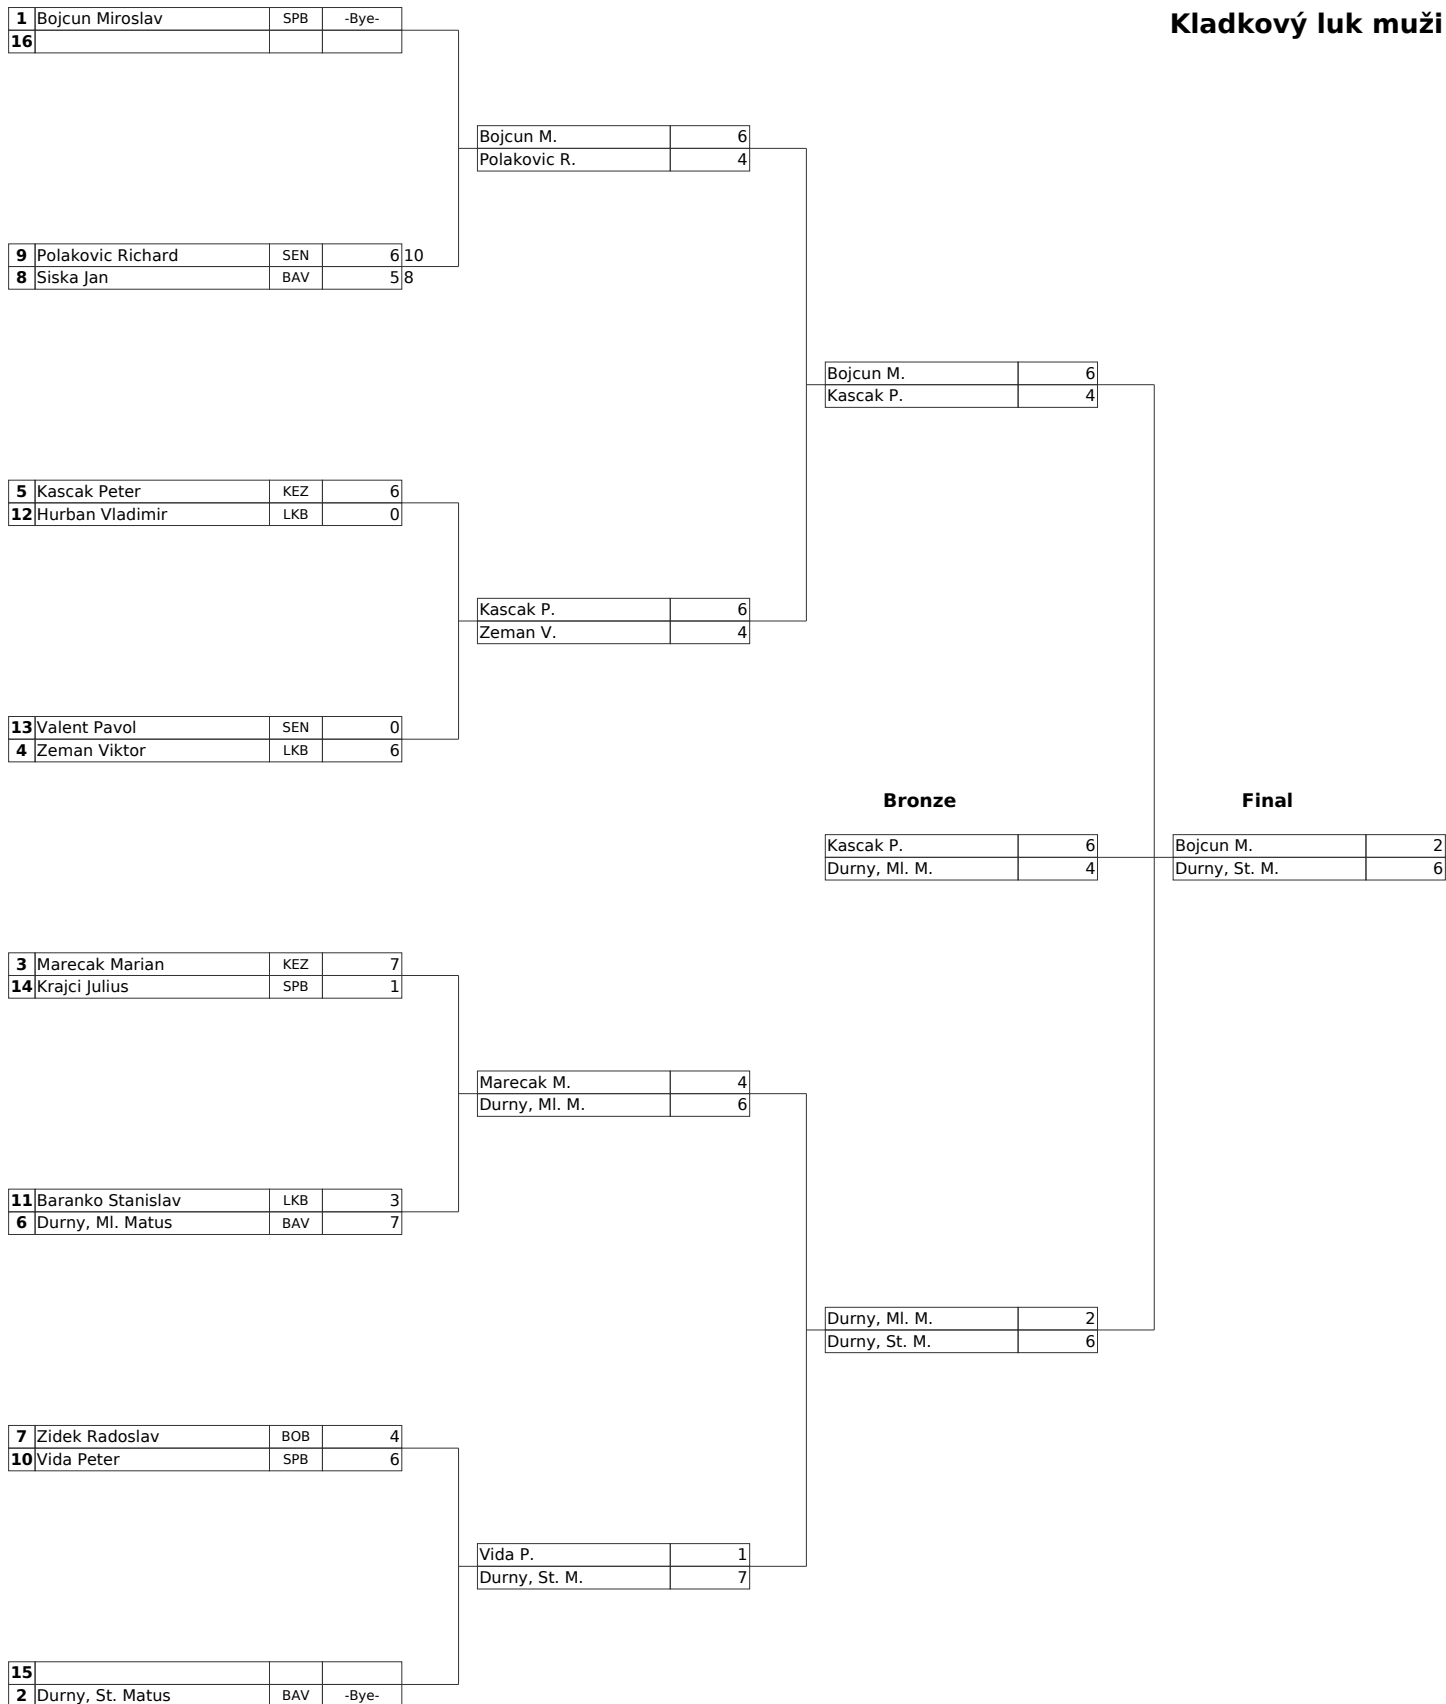 Kladkový luk muži
1 Bojcun Miroslav SPB -Bye-
16
Bojcun M. 6
Polakovic R. 4
9 Polakovic Richard SEN 6 10
8 Siska Jan BAV 5 8
Bojcun M. 6
Kascak P. 4
5 Kascak Peter KEZ 6
12 Hurban Vladimir LKB 0
Kascak P. 6
Zeman V. 4
13 Valent Pavol SEN 0
4 Zeman Viktor LKB 6
Bronze Final
Kascak P. 6 Bojcun M. 2
Durny, Ml. M. 4 Durny, St. M. 6
3 Marecak Marian KEZ 7
14 Krajci Julius SPB 1
Marecak M. 4
Durny, Ml. M. 6
11 Baranko Stanislav LKB 3
6 Durny, Ml. Matus BAV 7
Durny, Ml. M. 2
Durny, St. M. 6
7 Zidek Radoslav BOB 4
10 Vida Peter SPB 6
Vida P. 1
Durny, St. M. 7
15
2 Durny, St. Matus BAV -Bye-